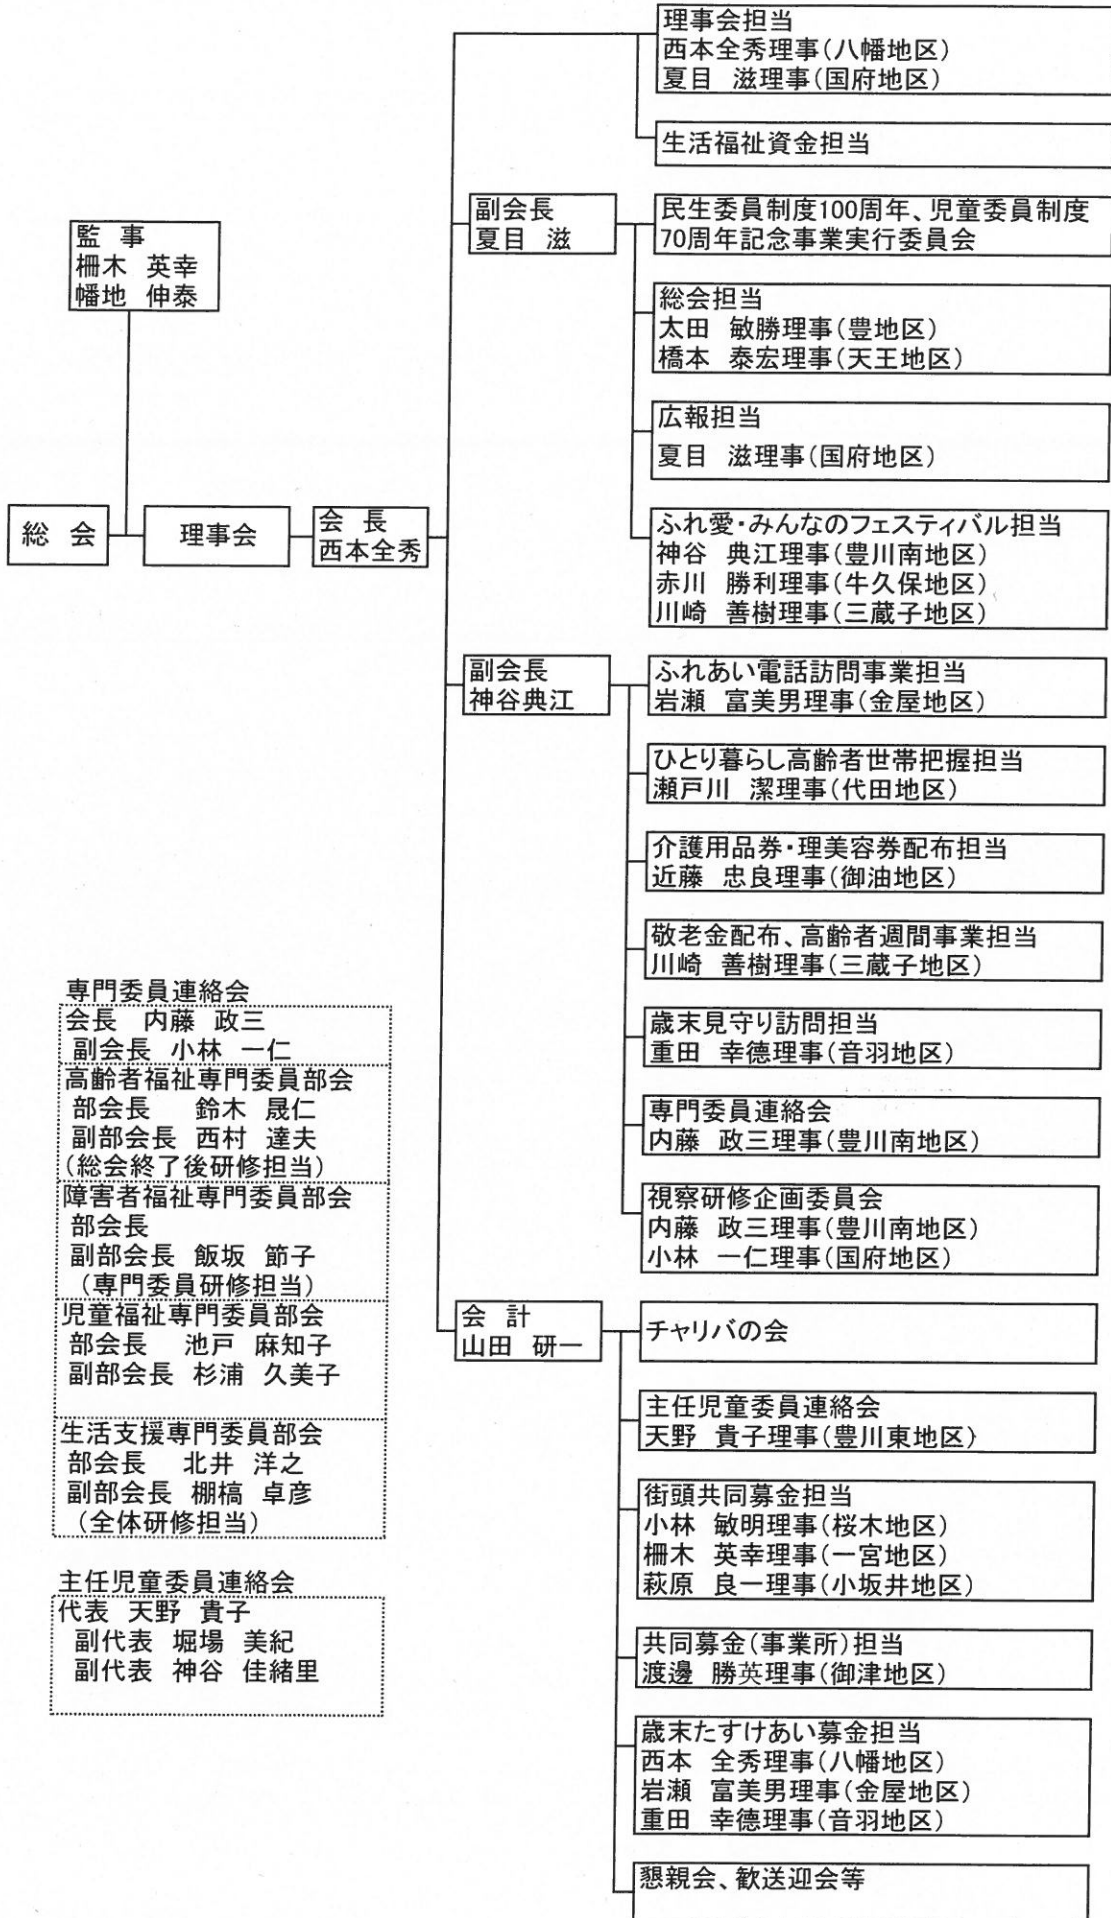 理事会担当
西本全秀理事(八幡地区)
夏目 滋理事(国府地区)
生活福祉資金担当
副会長
夏目 滋
民生委員制度100周年、児童委員制度
70周年記念事業実行委員会
監 事
柵木 英幸
幡地 伸泰
総会担当
太田 敏勝理事(豊地区)
橋本 泰宏理事(天王地区)
広報担当
夏目 滋理事(国府地区)
総 会
理事会
会 長
西本全秀
ふれ愛・みんなのフェスティバル担当
神谷 典江理事(豊川南地区)
赤川 勝利理事(牛久保地区)
川崎 善樹理事(三蔵子地区)
副会長
神谷典江
ふれあい電話訪問事業担当
岩瀬 富美男理事(金屋地区)
ひとり暮らし高齢者世帯把握担当
瀬戸川 潔理事(代田地区)
介護用品券・理美容券配布担当
近藤 忠良理事(御油地区)
敬老金配布、高齢者週間事業担当
川崎 善樹理事(三蔵子地区)
歳末見守り訪問担当
重田 幸徳理事(音羽地区)
専門委員連絡会
内藤 政三理事(豊川南地区)
視察研修企画委員会
内藤 政三理事(豊川南地区)
小林 一仁理事(国府地区)
会 計
山田 研一
チャリバの会
主任児童委員連絡会
天野 貴子理事(豊川東地区)
街頭共同募金担当
小林 敏明理事(桜木地区)
柵木 英幸理事(一宮地区)
萩原 良一理事(小坂井地区)
共同募金(事業所)担当
渡邊 勝英理事(御津地区)
歳末たすけあい募金担当
西本 全秀理事(八幡地区)
岩瀬 富美男理事(金屋地区)
重田 幸徳理事(音羽地区)
懇親会、歓送迎会等
専門委員連絡会
会長 内藤 政三
副会長 小林 一仁
高齢者福祉専門委員部会
部会長 鈴木 晟仁
副部会長 西村 達夫
(総会終了後研修担当)
障害者福祉専門委員部会
部会長
副部会長 飯坂 節子
(専門委員研修担当)
児童福祉専門委員部会
部会長 池戸 麻知子
副部会長 杉浦 久美子
生活支援専門委員部会
部会長 北井 洋之
副部会長 棚橋 卓彦
(全体研修担当)
主任児童委員連絡会
代表 天野 貴子
副代表 堀場 美紀
副代表 神谷 佳緒里